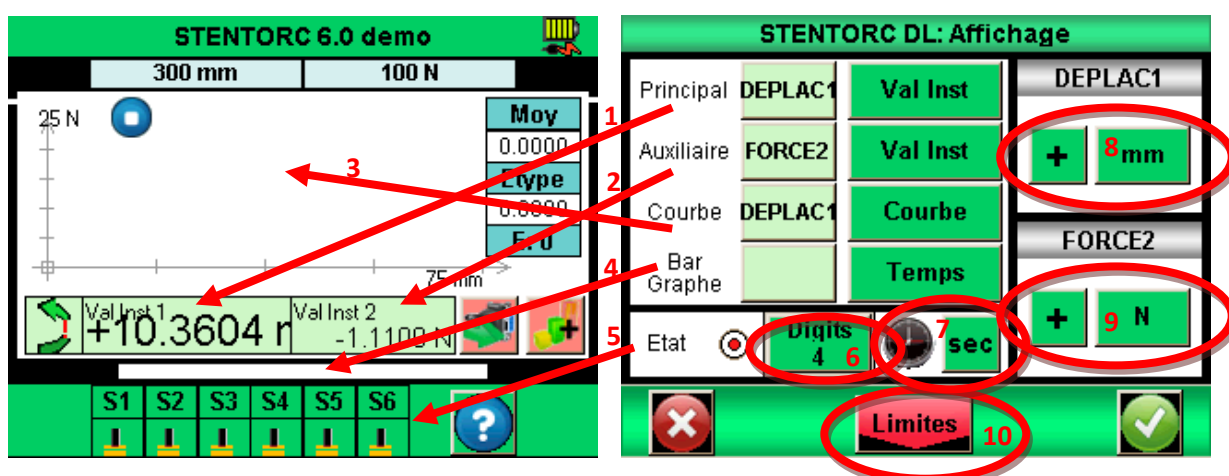 STENTORC 6.0 demo
300 mm
100 N
25 N
Moy
0.0000
Etype
0.0000
75 mm
Val Inst 1
+10.3604
Val Inst 2
-1.1100 N
S1 S2 S3 S4 S5 S6
?
1
2
3
4
5
STENTORC DL: Affichage
Principal DEPLAC1 Val Inst
Auxiliaire FORCE2 Val Inst
Courbe DEPLAC1 Courbe
Bar
Graphe
Temps
Etat
Digits
4
6
7
sec
DEPLAC1
+ 8 mm
FORCE2
+ 9 N
Limites
10